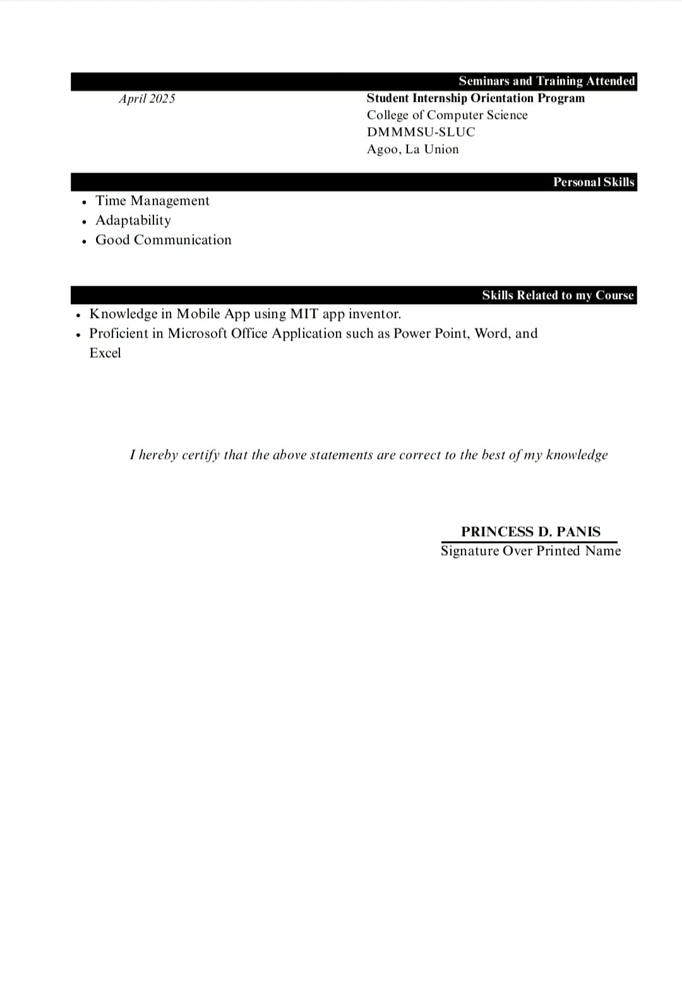 Seminars and Training Attended
April 2025 Student Internship Orientation Program
College of Computer Science
DMMMSU-SLUC
Agoo, La Union
Personal Skills
• Time Management
• Adaptability
• Good Communication
Skills Related to my Course
• Knowledge in Mobile App using MIT app inventor.
• Proficient in Microsoft Office Application such as Power Point, Word, and
Excel
I hereby certify that the above statements are correct to the best of my knowledge
PRINCESS D. PANIS
Signature Over Printed Name